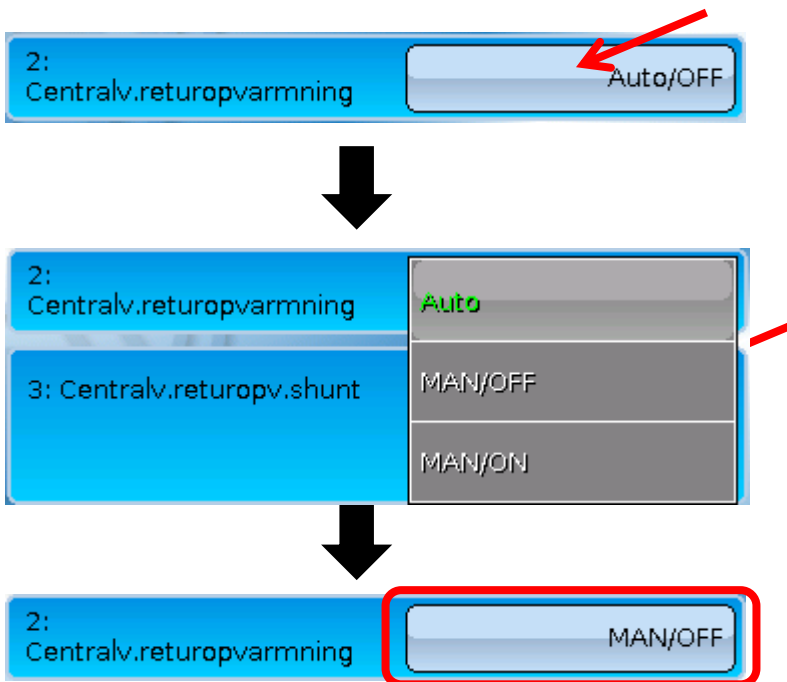 2:
Centralv.returopvarmning
Auto/OFF
2:
Centralv.returopvarmning
Auto
3: Centralv.returopv.shunt
MAN/OFF
MAN/ON
2:
Centralv.returopvarmning
MAN/OFF